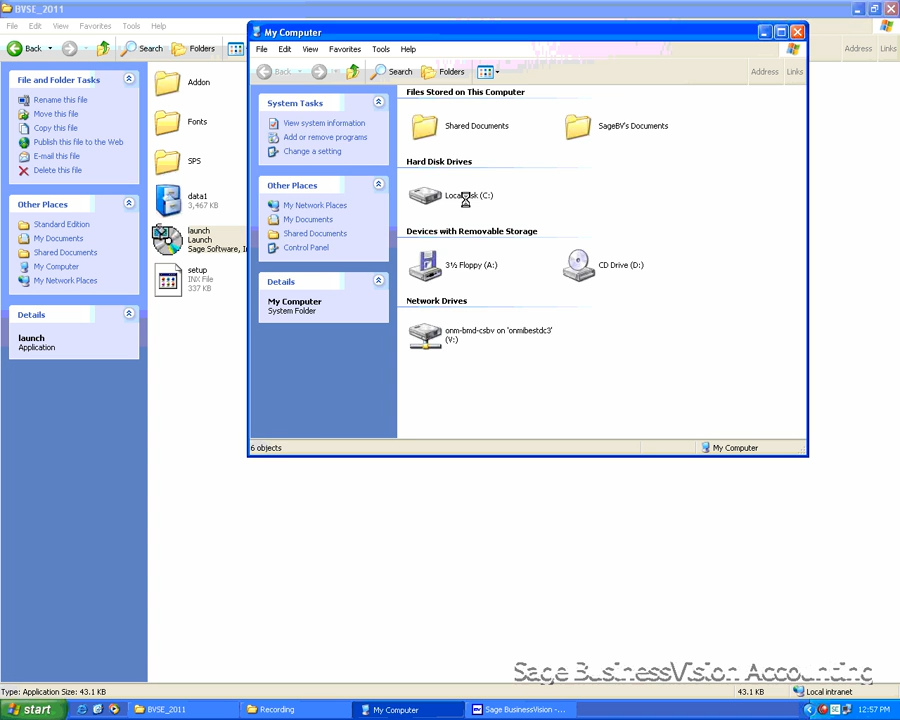 BVSE_2011
File Edit View Favorites Tools Help
Back Search Folders Address Links
File and Folder Tasks
Rename this file
Move this file
Copy this file
Publish this file to the Web
E-mail this file
Delete this file
Other Places
Standard Edition
My Documents
Shared Documents
My Computer
My Network Places
Details
launch
Application
Addon
Fonts
SPS
data1
3,467 KB
launch
Launch
Sage Software, I
setup
INX File
337 KB
My Computer
File Edit View Favorites Tools Help
Back Search Folders Address Links
System Tasks
View system information
Add or remove programs
Change a setting
Other Places
My Network Places
My Documents
Shared Documents
Control Panel
Details
My Computer
System Folder
Files Stored on This Computer
Shared Documents
SageBV's Documents
Hard Disk Drives
Local Disk (C:)
Devices with Removable Storage
3½ Floppy (A:)
CD Drive (D:)
Network Drives
onm-bmd-csbv on 'onmibestdc3'
(V:)
6 objects
My Computer
Sage BusinessVision Accounting
Type: Application Size: 43.1 KB
43.1 KB
Local intranet
start
BVSE_2011
Recording
My Computer
Sage BusinessVision -...
SE
12:57 PM